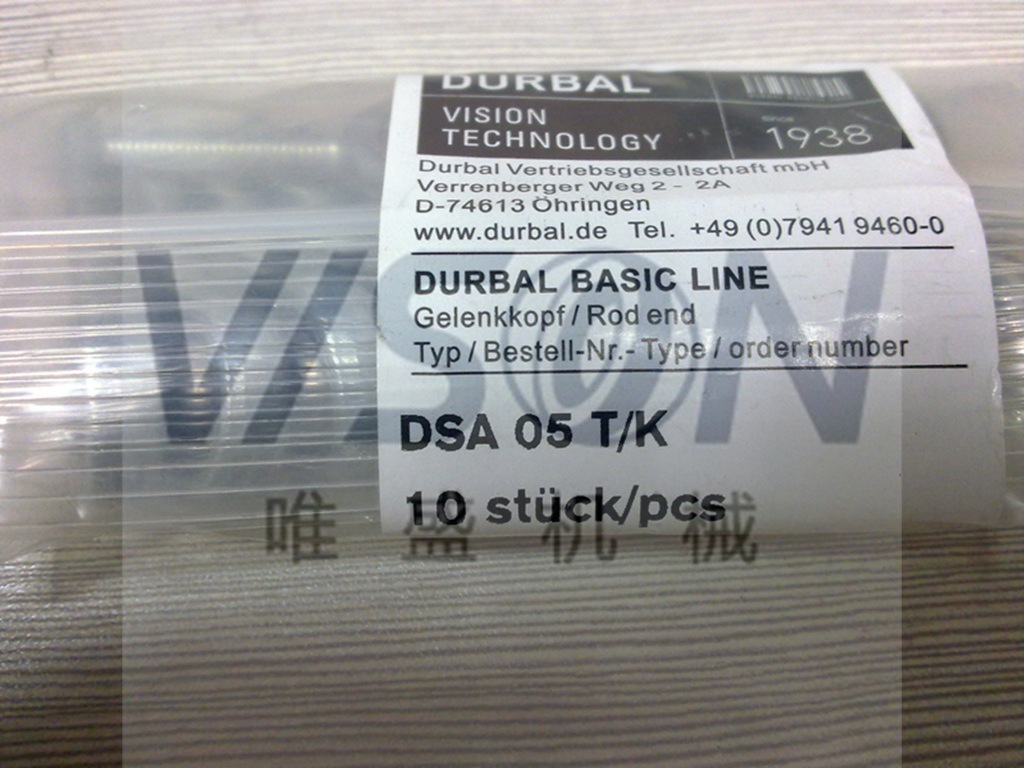 DURBAL
VISION
TECHNOLOGY
since
1938
Durbal Vertriebsgesellschaft mbH
Verrenberger Weg 2 - 2A
D-74613 Öhringen
www.durbal.de Tel. +49 (0)7941 9460-0
DURBAL BASIC LINE
Gelenkkopf / Rod end
Typ / Bestell-Nr.- Type / order number
VISON
DSA 05 T/K
10 stück/pcs
唯盛机械